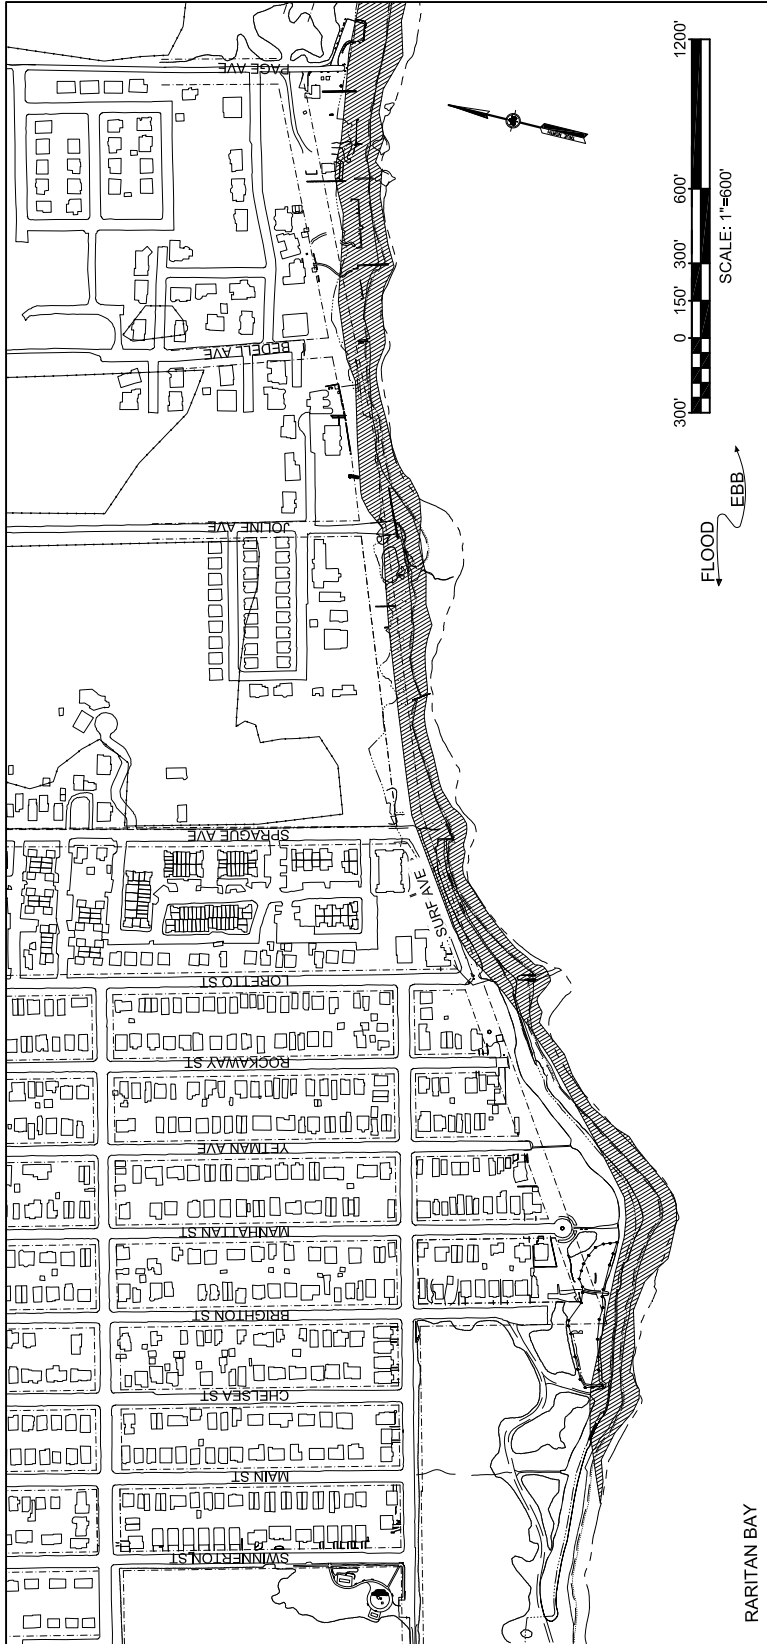 PAGE AVE
BEDELL AVE
JOLINE AVE
SPRAGUE AVE
SURF AVE
LORETTO ST
ROCKAWAY ST
YETMAN AVE
MANHATTAN ST
BRIGHTON ST
CHELSEA ST
MAIN ST
SWINNERTON ST
1200'
600'
300'
150'
0
300'
SCALE: 1"=600'
FLOOD
EBB
RARITAN BAY